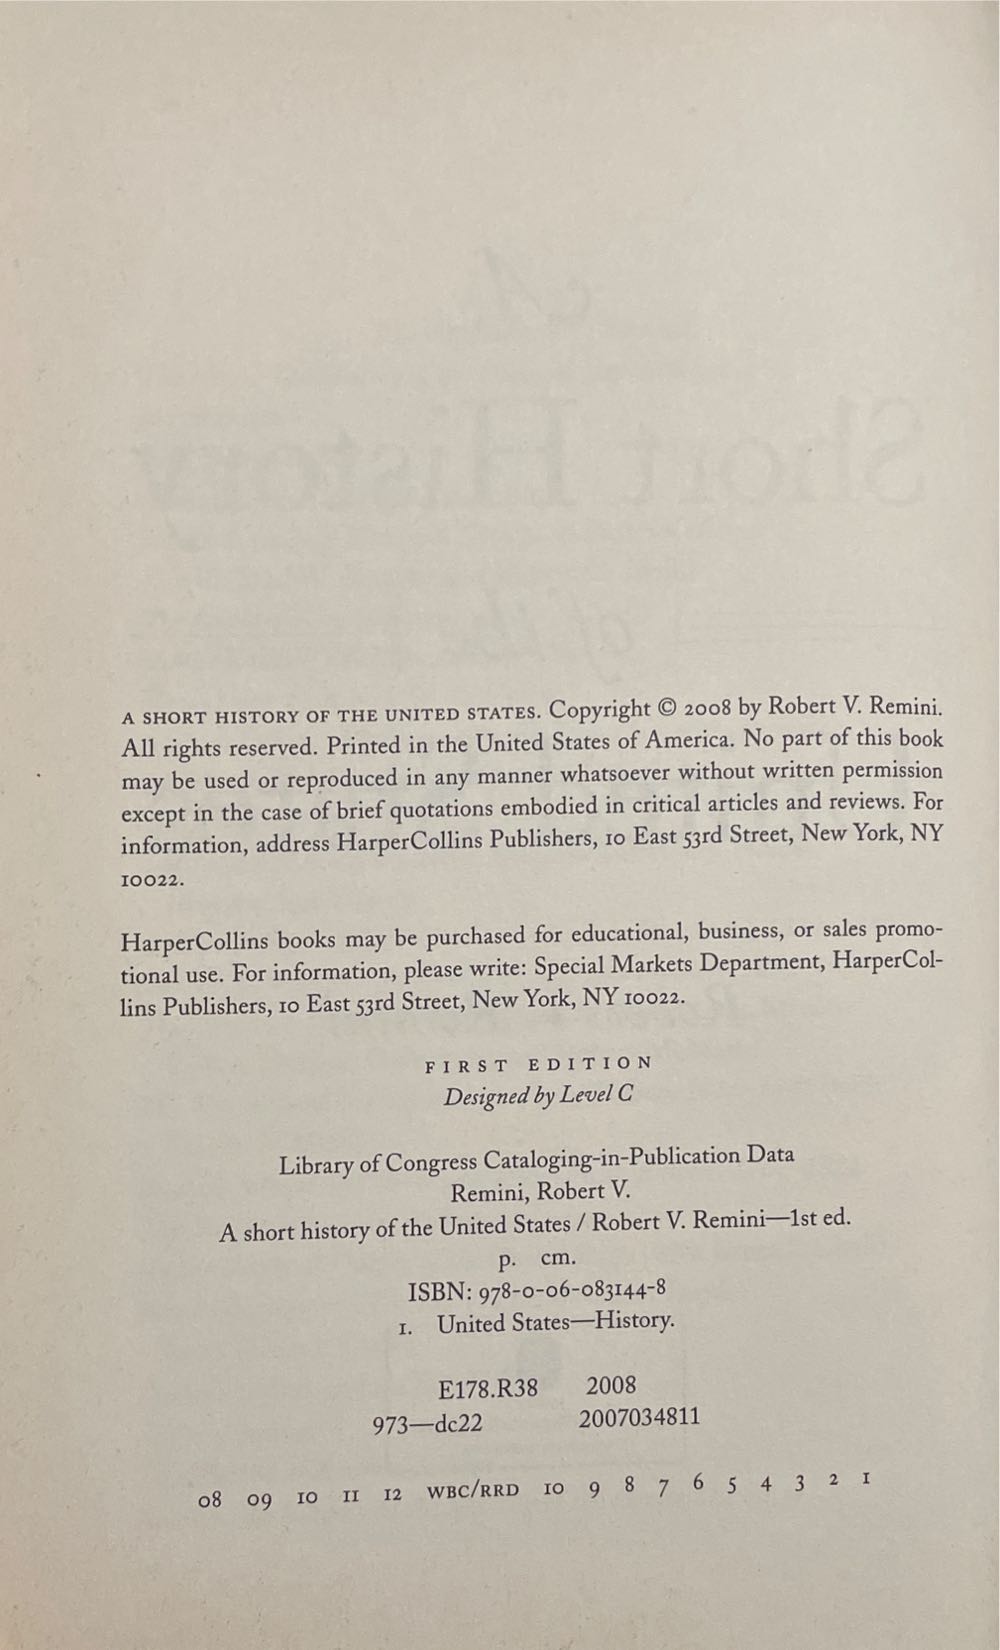 A SHORT HISTORY OF THE UNITED STATES. Copyright © 2008 by Robert V. Remini.
All rights reserved. Printed in the United States of America. No part of this book
may be used or reproduced in any manner whatsoever without written permission
except in the case of brief quotations embodied in critical articles and reviews. For
information, address HarperCollins Publishers, 10 East 53rd Street, New York, NY
10022.
HarperCollins books may be purchased for educational, business, or sales promo-
tional use. For information, please write: Special Markets Department, HarperCol-
lins Publishers, 10 East 53rd Street, New York, NY 10022.
FIRST EDITION
Designed by Level C
Library of Congress Cataloging-in-Publication Data
Remini, Robert V.
A short history of the United States / Robert V. Remini—1st ed.
p. cm.
ISBN: 978-0-06-083144-8
1. United States—History.
E178.R38 2008
973—dc22 2007034811
08 09 10 11 12 WBC/RRD 10 9 8 7 6 5 4 3 2 1